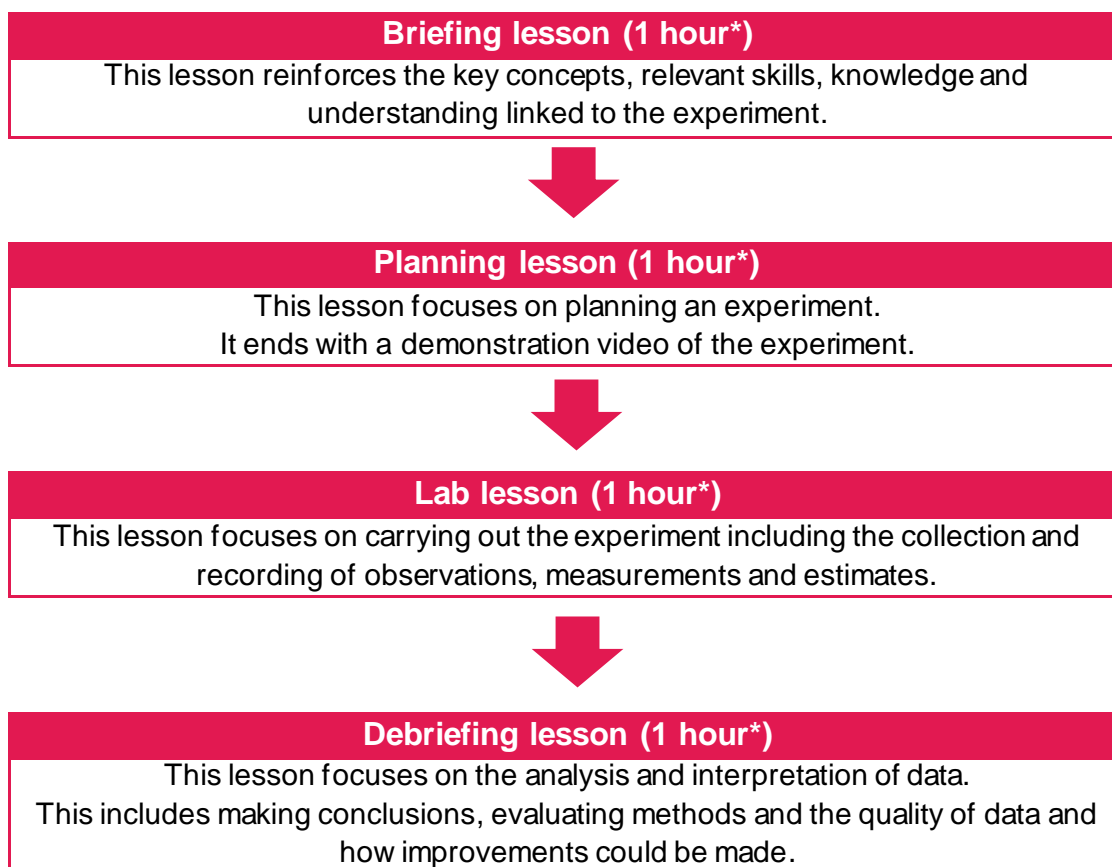 Briefing lesson (1 hour*)
This lesson reinforces the key concepts, relevant skills, knowledge and
understanding linked to the experiment.
Planning lesson (1 hour*)
This lesson focuses on planning an experiment.
It ends with a demonstration video of the experiment.
Lab lesson (1 hour*)
This lesson focuses on carrying out the experiment including the collection and
recording of observations, measurements and estimates.
Debriefing lesson (1 hour*)
This lesson focuses on the analysis and interpretation of data.
This includes making conclusions, evaluating methods and the quality of data and
how improvements could be made.